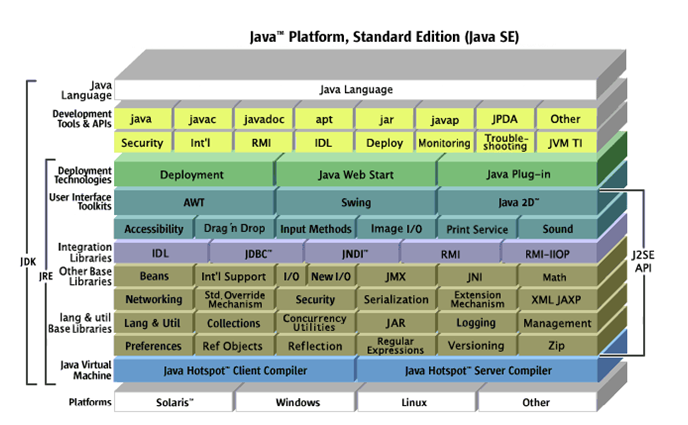 Java™ Platform, Standard Edition (Java SE)
Java
Language
Java Language
Development
Tools & APIs
java javac javadoc apt jar javap JPDA Other
Security Int'l RMI IDL Deploy Monitoring Trouble-
shooting JVM TI
Deployment
Technologies
Deployment Java Web Start Java Plug-in
User Interface
Toolkits
AWT Swing Java 2D™
Accessibility Drag 'n Drop Input Methods Image I/O Print Service Sound
Integration
Libraries
IDL JDBC™ JNDI™ RMI RMI-IIOP
Other Base
Libraries
Beans Int'l Support I/O New I/O JMX JNI Math
Networking Std. Override
Mechanism Security Serialization Extension
Mechanism XML JAXP
lang & util
Base Libraries
Lang & Util Collections Concurrency
Utilities JAR Logging Management
Preferences Ref Objects Reflection Regular
Expressions Versioning Zip
Java Virtual
Machine
Java Hotspot™ Client Compiler Java Hotspot™ Server Compiler
Platforms
Solaris™ Windows Linux Other
JDK
JRE
J2SE
API